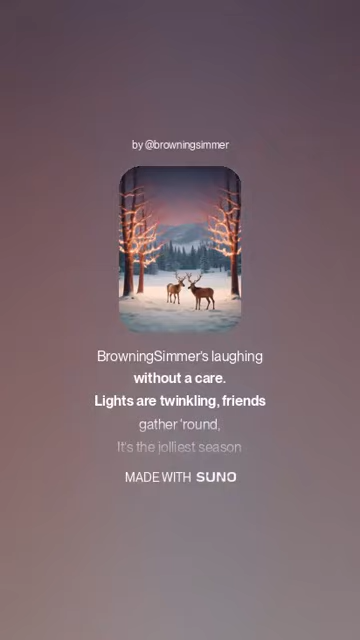 by @browningsimmer
BrowningSimmer's laughing
without a care.
Lights are twinkling, friends
gather 'round,
It's the jolliest season
MADE WITH SUNO